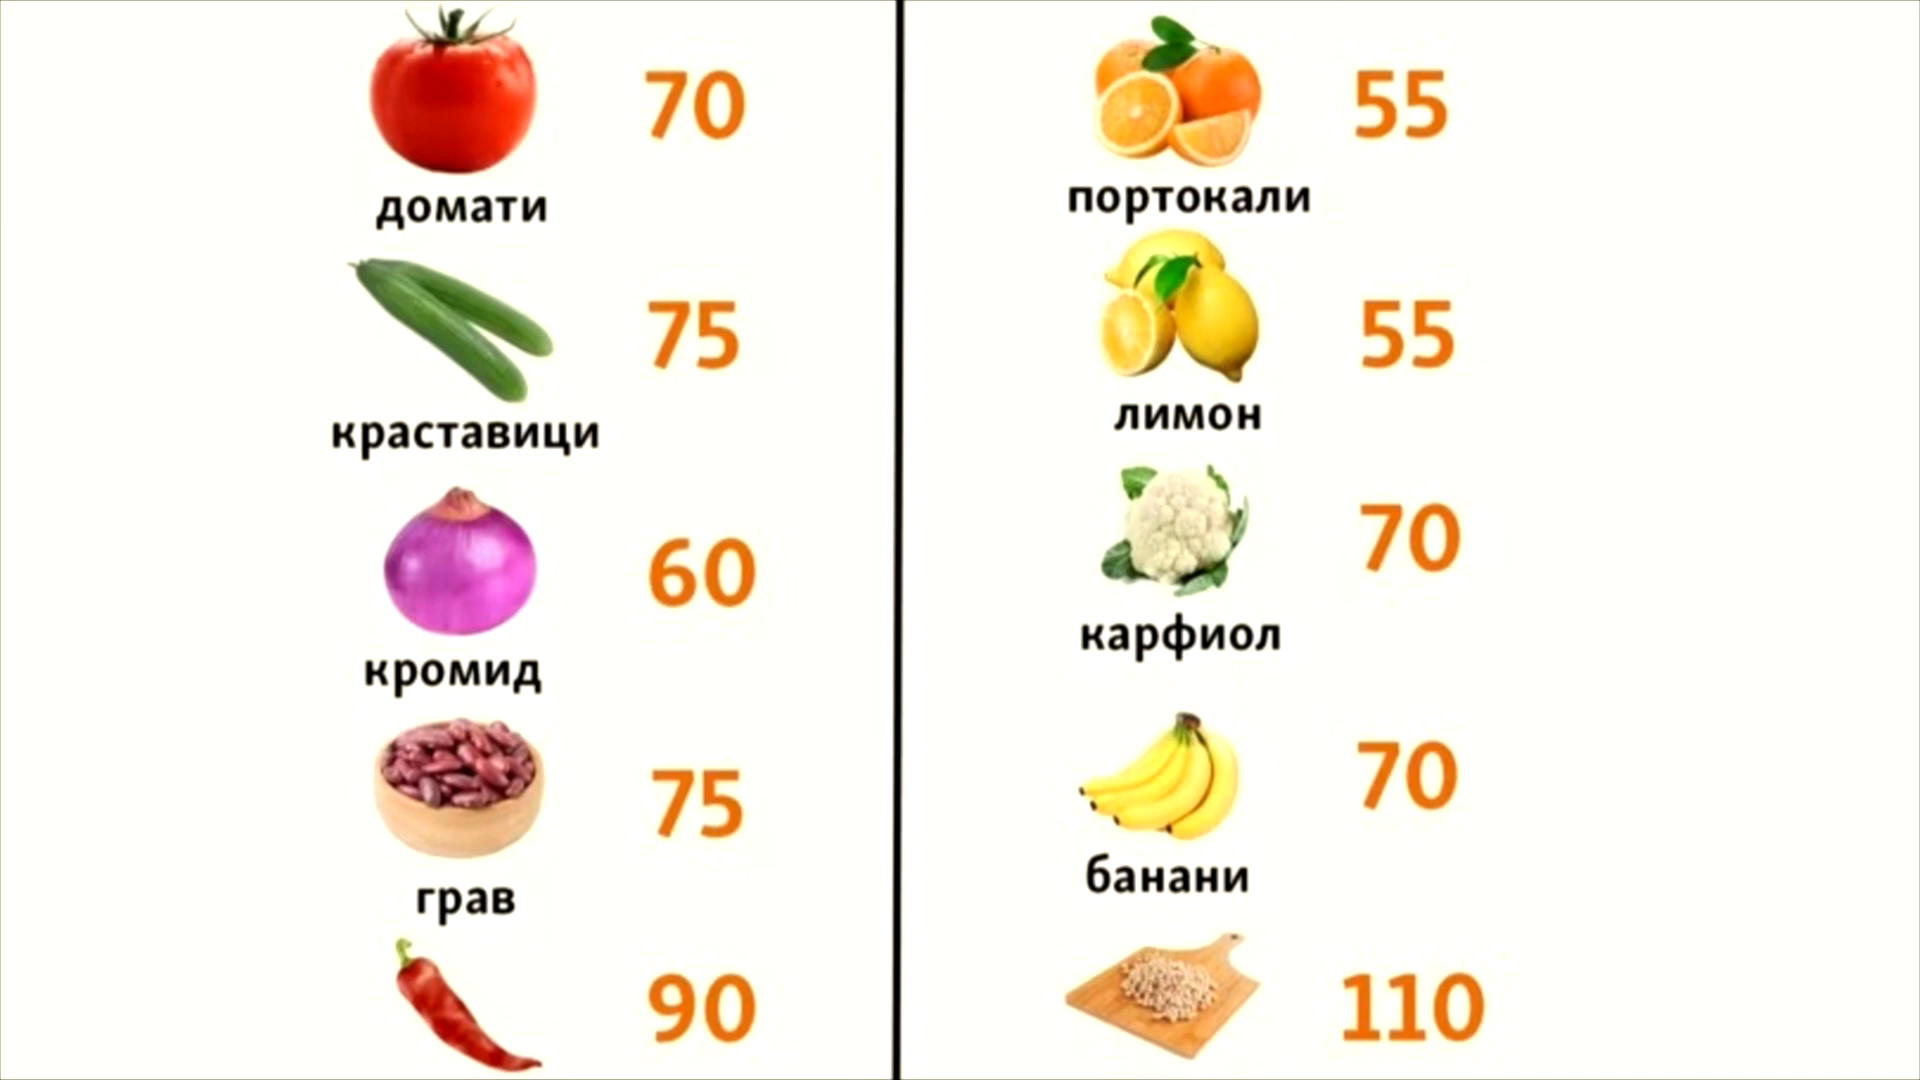 70
домати
75
краставици
60
кромид
75
грав
90
55
портокали
55
лимон
70
карфиол
70
банани
110